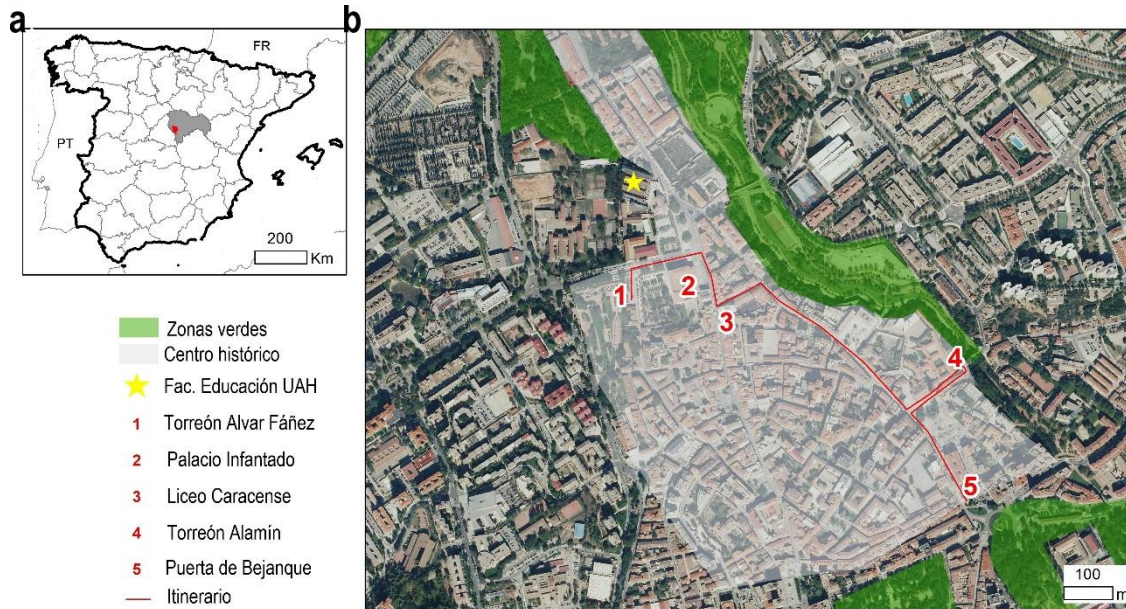 a
FR
PT
200
Km
Zonas verdes
Centro histórico
Fac. Educación UAH
1 Torreón Alvar Fáñez
2 Palacio Infantado
3 Liceo Caracense
4 Torreón Alamín
5 Puerta de Bejanque
Itinerario
b
1
2
3
4
5
100
m